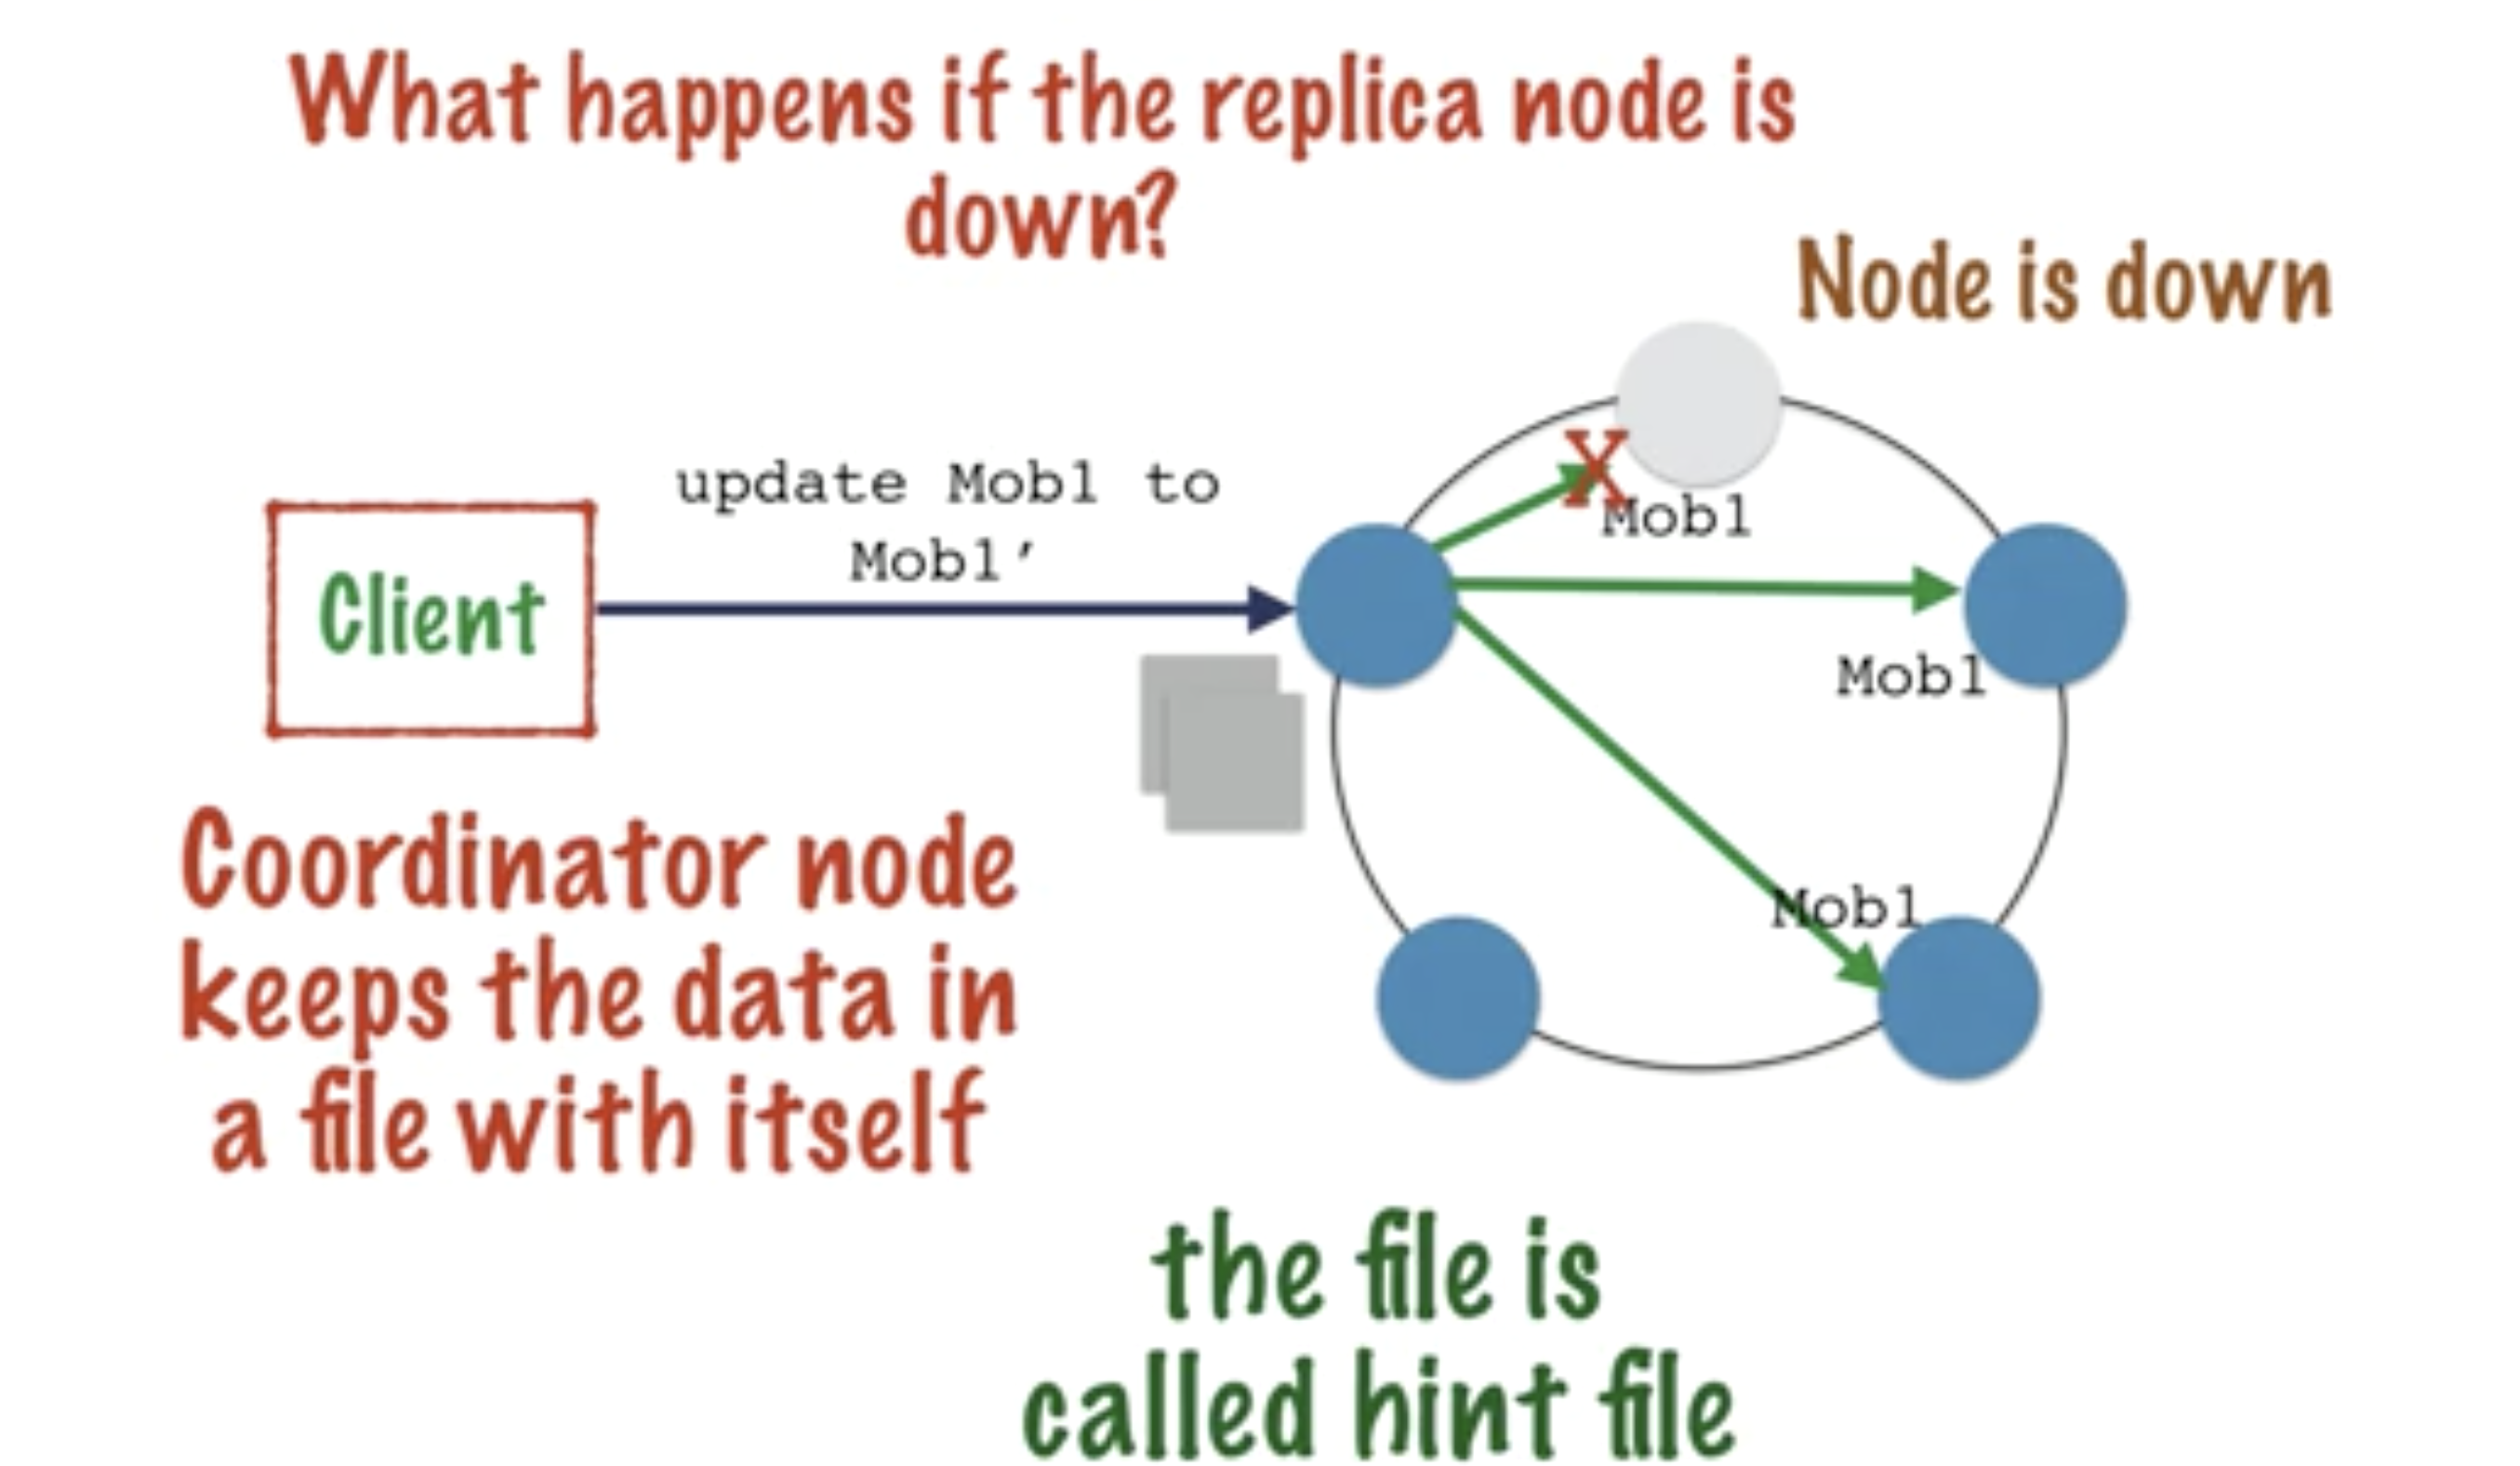 What happens if the replica node is
down?
Node is down
update Mob1 to
Mob1’
Client
Mob1
Mob1
Mob1
Coordinator node
keeps the data in
a file with itself
the file is
called hint file
X